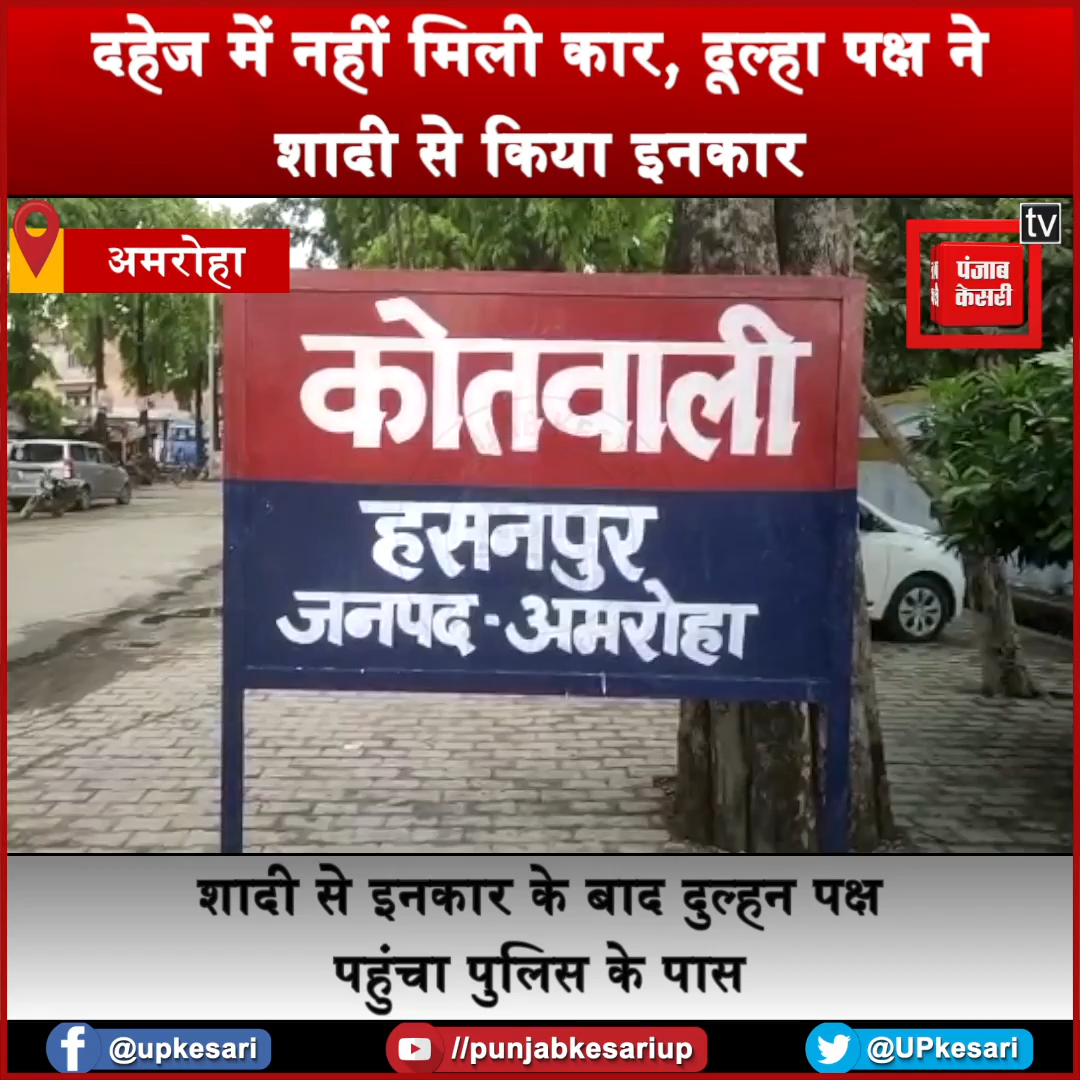 दहेज में नहीं मिली कार, दूल्हा पक्ष ने
शादी से किया इनकार
अमरोहा
tv
पंजाब
केसरी
कोतवाली
हसनपुर
जनपद-अमरोहा
शादी से इनकार के बाद दुल्हन पक्ष
पहुंचा पुलिस के पास
@upkesari
//punjabkesariup
@UPkesari